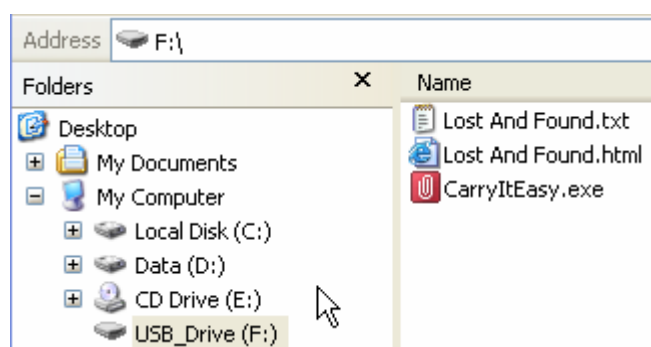 Address F:\
Folders X Name
Desktop
My Documents
My Computer
Local Disk (C:)
Data (D:)
CD Drive (E:)
USB_Drive (F:)
Lost And Found.txt
Lost And Found.html
CarryItEasy.exe